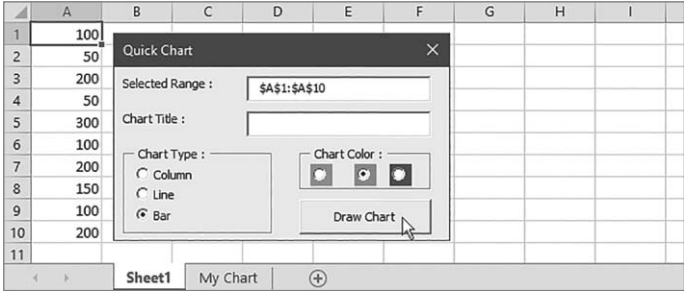 A B C D E F G H I
1 100
2 50
3 200
4 50
5 300
6 100
7 200
8 150
9 100
10 200
11
Quick Chart
Selected Range : $A$1:$A$10
Chart Title :
Chart Type :
Column
Line
Bar
Chart Color :
Draw Chart
Sheet1 My Chart